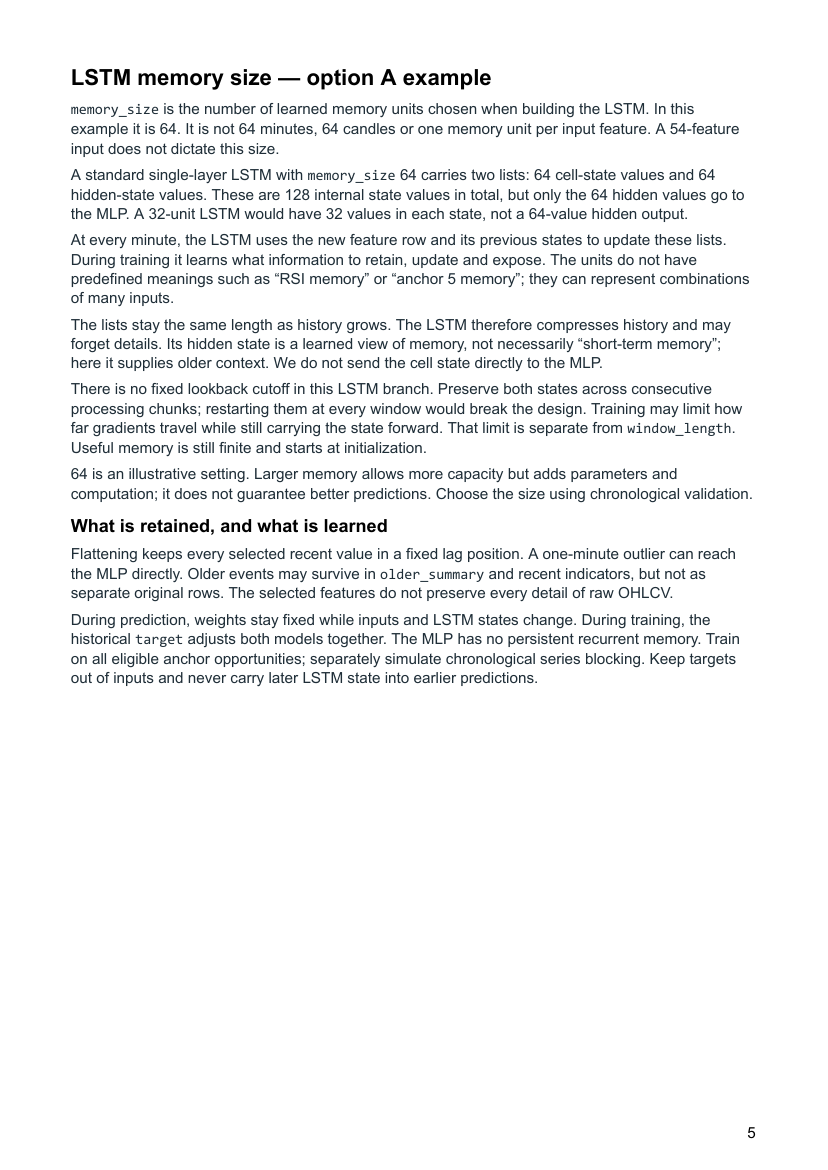 LSTM memory size — option A example
memory_size is the number of learned memory units chosen when building the LSTM. In this
example it is 64. It is not 64 minutes, 64 candles or one memory unit per input feature. A 54-feature
input does not dictate this size.
A standard single-layer LSTM with memory_size 64 carries two lists: 64 cell-state values and 64
hidden-state values. These are 128 internal state values in total, but only the 64 hidden values go to
the MLP. A 32-unit LSTM would have 32 values in each state, not a 64-value hidden output.
At every minute, the LSTM uses the new feature row and its previous states to update these lists.
During training it learns what information to retain, update and expose. The units do not have
predefined meanings such as “RSI memory” or “anchor 5 memory”; they can represent combinations
of many inputs.
The lists stay the same length as history grows. The LSTM therefore compresses history and may
forget details. Its hidden state is a learned view of memory, not necessarily “short-term memory”;
here it supplies older context. We do not send the cell state directly to the MLP.
There is no fixed lookback cutoff in this LSTM branch. Preserve both states across consecutive
processing chunks; restarting them at every window would break the design. Training may limit how
far gradients travel while still carrying the state forward. That limit is separate from window_length.
Useful memory is still finite and starts at initialization.
64 is an illustrative setting. Larger memory allows more capacity but adds parameters and
computation; it does not guarantee better predictions. Choose the size using chronological validation.
What is retained, and what is learned
Flattening keeps every selected recent value in a fixed lag position. A one-minute outlier can reach
the MLP directly. Older events may survive in older_summary and recent indicators, but not as
separate original rows. The selected features do not preserve every detail of raw OHLCV.
During prediction, weights stay fixed while inputs and LSTM states change. During training, the
historical target adjusts both models together. The MLP has no persistent recurrent memory. Train
on all eligible anchor opportunities; separately simulate chronological series blocking. Keep targets
out of inputs and never carry later LSTM state into earlier predictions.
5